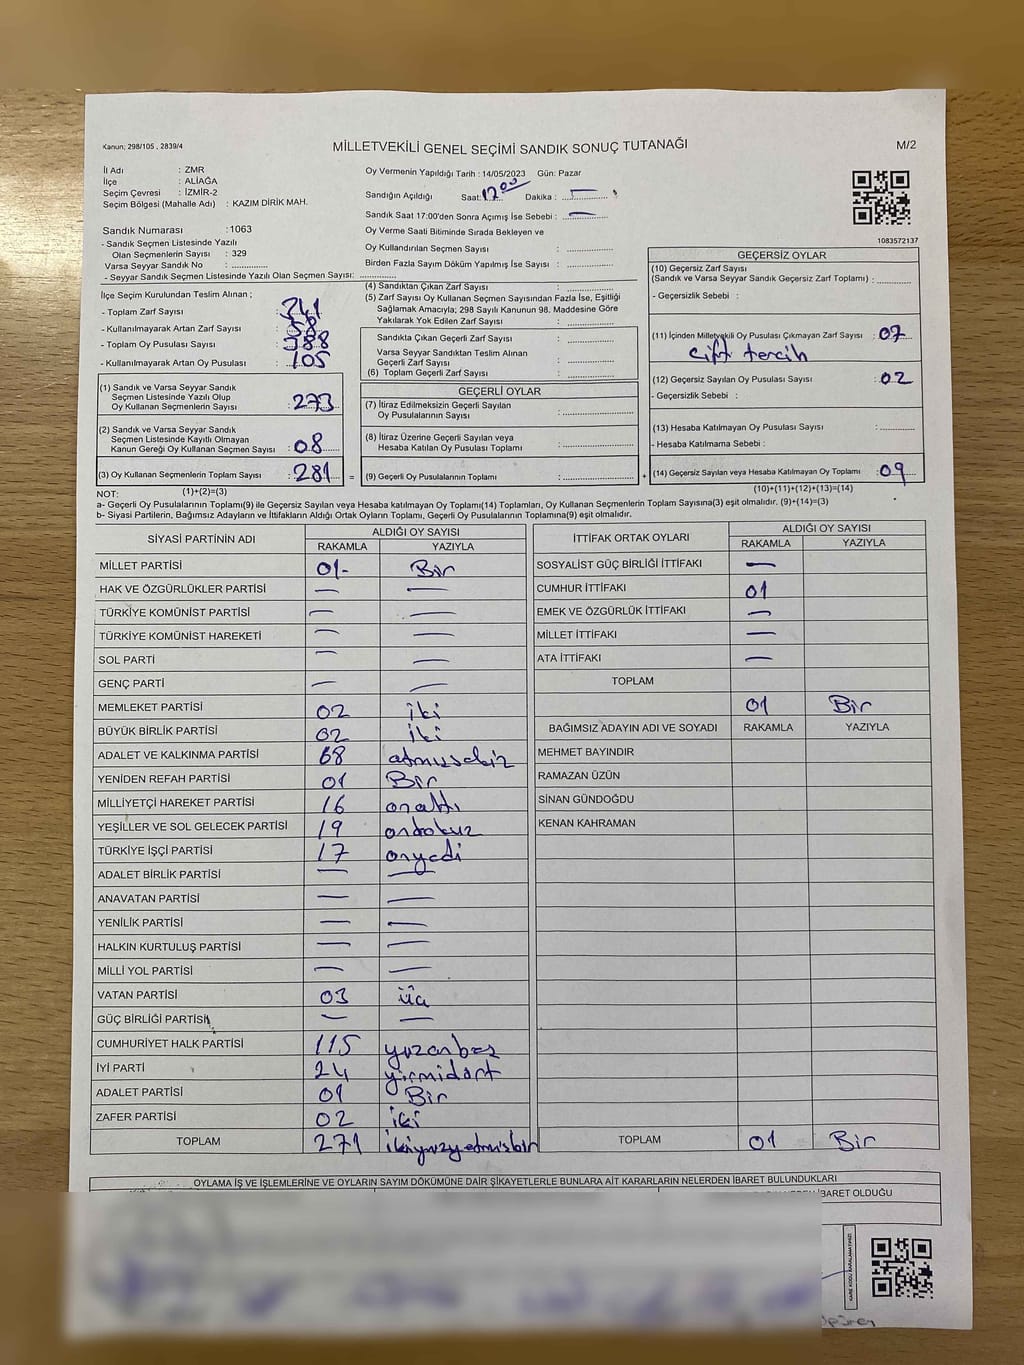 Kanun; 298/105 , 2839/4
MİLLETVEKİLİ GENEL SEÇİMİ SANDIK SONUÇ TUTANAĞI
M/2
İl Adı : ZMR
İlçe : ALİAĞA
Seçim Çevresi : İZMİR-2
Seçim Bölgesi (Mahalle Adı) : KAZIM DİRİK MAH.
Sandık Numarası :1063
- Sandık Seçmen Listesinde Yazılı
Olan Seçmenlerin Sayısı : 329
Varsa Seyyar Sandık No :
- Seyyar Sandık Seçmen Listesinde Yazılı Olan Seçmen Sayısı:
Oy Vermenin Yapıldığı Tarih : 14/05/2023 Gün: Pazar
Sandığın Açıldığı Saat: 17:00 Dakika : —
Sandık Saat 17:00'den Sonra Açımış İse Sebebi : —
Oy Verme Saati Bitiminde Sırada Bekleyen ve
Oy Kullandırılan Seçmen Sayısı :
Birden Fazla Sayım Döküm Yapılmış İse Sayısı :
1083572137
İlçe Seçim Kurulundan Teslim Alınan ;
- Toplam Zarf Sayısı : 341
- Kullanılmayarak Artan Zarf Sayısı :
- Toplam Oy Pusulası Sayısı : 388
- Kullanılmayarak Artan Oy Pusulası : 105
(1) Sandık ve Varsa Seyyar Sandık
Seçmen Listesinde Yazılı Olup
Oy Kullanan Seçmenlerin Sayısı : 273
(2) Sandık ve Varsa Seyyar Sandık
Seçmen Listesinde Kayıtlı Olmayan
Kanun Gereği Oy Kullanan Seçmen Sayısı : 08
(3) Oy Kullanan Seçmenlerin Toplam Sayısı : 281 =
(4) Sandıktan Çıkan Zarf Sayısı :
(5) Zarf Sayısı Oy Kullanan Seçmen Sayısından Fazla İse, Eşitliği
Sağlamak Amacıyla; 298 Sayılı Kanunun 98. Maddesine Göre
Yakılarak Yok Edilen Zarf Sayısı :
Sandıkta Çıkan Geçerli Zarf Sayısı :
Varsa Seyyar Sandıktan Teslim Alınan
Geçerli Zarf Sayısı :
(6) Toplam Geçerli Zarf Sayısı :
GEÇERLİ OYLAR
(7) İtiraz Edilmeksizin Geçerli Sayılan
Oy Pusulalarının Sayısı :
(8) İtiraz Üzerine Geçerli Sayılan veya
Hesaba Katılan Oy Pusulası Toplamı :
(9) Geçerli Oy Pusulalarının Toplamı : +
GEÇERSİZ OYLAR
(10) Geçersiz Zarf Sayısı
(Sandık ve Varsa Seyyar Sandık Geçersiz Zarf Toplamı) :
- Geçersizlik Sebebi :
(11) İçinden Milletvekili Oy Pusulası Çıkmayan Zarf Sayısı : 07
Çift tercih
(12) Geçersiz Sayılan Oy Pusulası Sayısı : 02
- Geçersizlik Sebebi :
(13) Hesaba Katılmayan Oy Pusulası Sayısı :
- Hesaba Katılmama Sebebi :
(14) Geçersiz Sayılan veya Hesaba Katılmayan Oy Toplamı : 09
NOT: (1)+(2)=(3)
(10)+(11)+(12)+(13)=(14)
a- Geçerli Oy Pusulalarının Toplamı(9) ile Geçersiz Sayılan veya Hesaba katılmayan Oy Toplamı(14) Toplamları, Oy Kullanan Seçmenlerin Toplam Sayısına(3) eşit olmalıdır. (9)+(14)=(3)
b- Siyasi Partilerin, Bağımsız Adayların ve İttifakların Aldığı Ortak Oyların Toplamı, Geçerli Oy Pusulalarının Toplamına(9) eşit olmalıdır.
SİYASİ PARTİNİN ADI ALDIĞI OY SAYISI
RAKAMLA YAZIYLA
MİLLET PARTİSİ 01- Bir
HAK VE ÖZGÜRLÜKLER PARTİSİ — —
TÜRKİYE KOMÜNİST PARTİSİ — —
TÜRKİYE KOMÜNİST HAREKETİ — —
SOL PARTİ — —
GENÇ PARTİ — —
MEMLEKET PARTİSİ 02 iki
BÜYÜK BİRLİK PARTİSİ 02 iki
ADALET VE KALKINMA PARTİSİ 68 atmışsekiz
YENİDEN REFAH PARTİSİ 01 Bir
MİLLİYETÇİ HAREKET PARTİSİ 16 onaltı
YEŞİLLER VE SOL GELECEK PARTİSİ 19 ondokuz
TÜRKİYE İŞÇİ PARTİSİ 17 onyedi
ADALET BİRLİK PARTİSİ — —
ANAVATAN PARTİSİ — —
YENİLİK PARTİSİ — —
HALKIN KURTULUŞ PARTİSİ — —
MİLLİ YOL PARTİSİ — —
VATAN PARTİSİ 03 üç
GÜÇ BİRLİĞİ PARTİSİ — —
CUMHURİYET HALK PARTİSİ 115 yüzonbeş
İYİ PARTİ 24 yirmidört
ADALET PARTİSİ 01 Bir
ZAFER PARTİSİ 02 iki
TOPLAM 271 ikiyüzyetmişbir
İTTİFAK ORTAK OYLARI ALDIĞI OY SAYISI
RAKAMLA YAZIYLA
SOSYALİST GÜÇ BİRLİĞİ İTTİFAKI —
CUMHUR İTTİFAKI 01
EMEK VE ÖZGÜRLÜK İTTİFAKI —
MİLLET İTTİFAKI —
ATA İTTİFAKI —
TOPLAM 01 Bir
BAĞIMSIZ ADAYIN ADI VE SOYADI RAKAMLA YAZIYLA
MEHMET BAYINDIR
RAMAZAN ÜZÜN
SİNAN GÜNDOĞDU
KENAN KAHRAMAN
TOPLAM 01 Bir
OYLAMA İŞ VE İŞLEMLERİNE VE OYLARIN SAYIM DÖKÜMÜNE DAİR ŞİKAYETLERLE BUNLARA AİT KARARLARIN NELERDEN İBARET BULUNDUKLARI
İBARET OLDUĞU